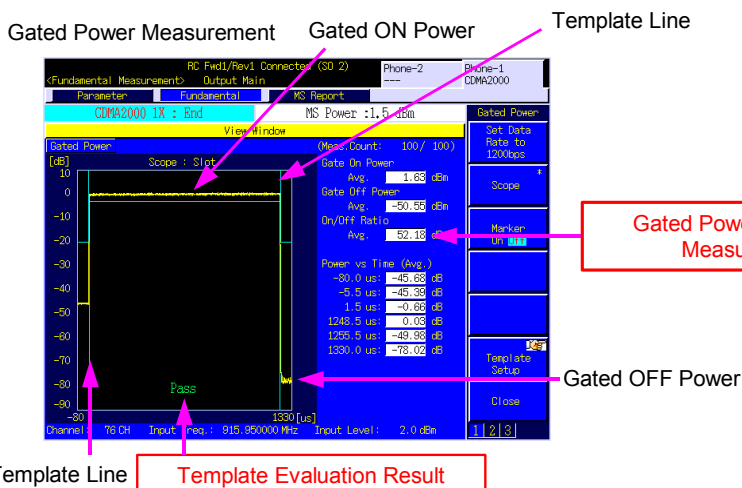 Gated Power Measurement
Gated ON Power
Template Line
RC Fwd1/Rev1 Connected (SO 2)
<Fundamental Measurement> Output Main
Phone-2
---
Phone-1
CDMA2000
Parameter
Fundamental
MS Report
CDMA2000 1X : End
MS Power :1.5 dBm
Gated Power
View Window
Gated Power
(Meas.Count: 100/ 100)
[dB]
Scope : Slot
10
0
-10
-20
-30
-40
-50
-60
-70
-80
-90
-80
1330 [us]
Pass
Gate On Power
Avg. 1.63 dBm
Gate Off Power
Avg. -50.55 dBm
On/Off Ratio
Avg. 52.18 dB
Power vs Time (Avg.)
-80.0 us: -45.68 dB
-5.5 us: -45.39 dB
1.5 us: -0.66 dB
1248.5 us: 0.03 dB
1255.5 us: -49.98 dB
1330.0 us: -78.02 dB
Set Data
Rate to
1200bps
*
Scope
Marker
On Off
Template
Setup
Close
1 2 3
Channel: 76 CH Input Freq.: 915.950000 MHz Input Level: 2.0 dBm
Gated OFF Power
Template Line
Template Evaluation Result